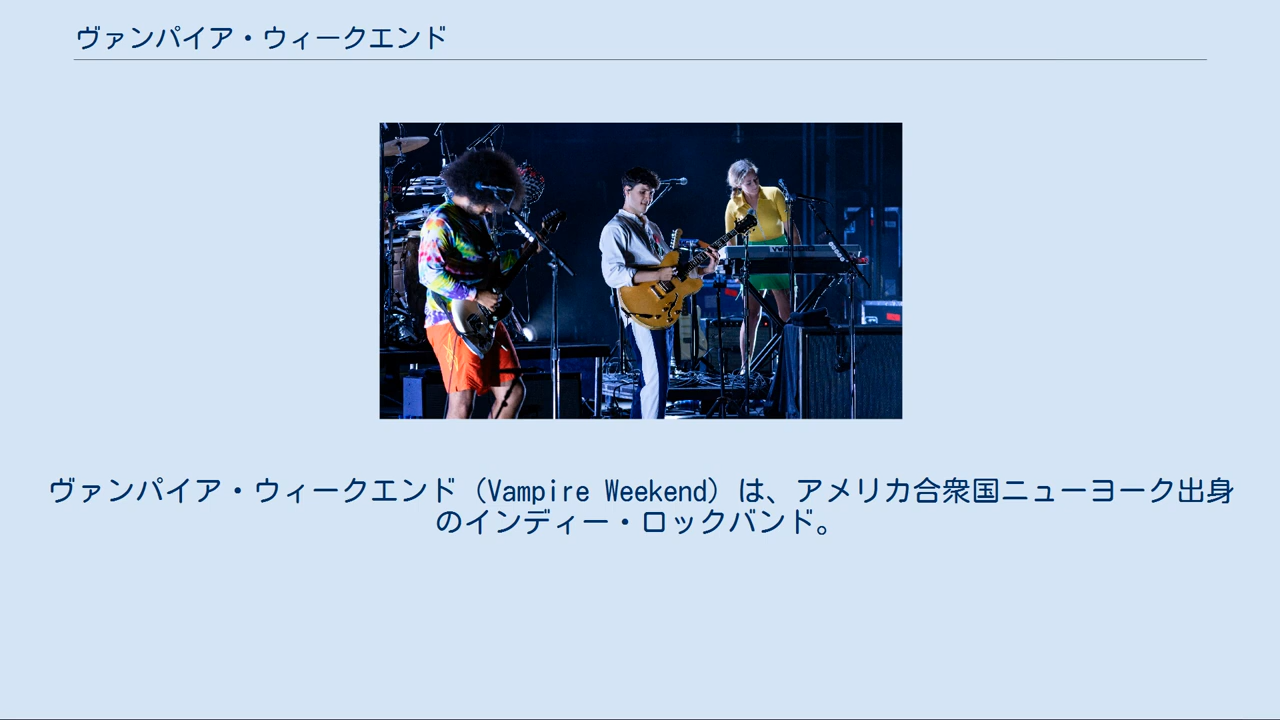 ヴァンパイア・ウィークエンド
ヴァンパイア・ウィークエンド（Vampire Weekend）は、アメリカ合衆国ニューヨーク出身
のインディー・ロックバンド。